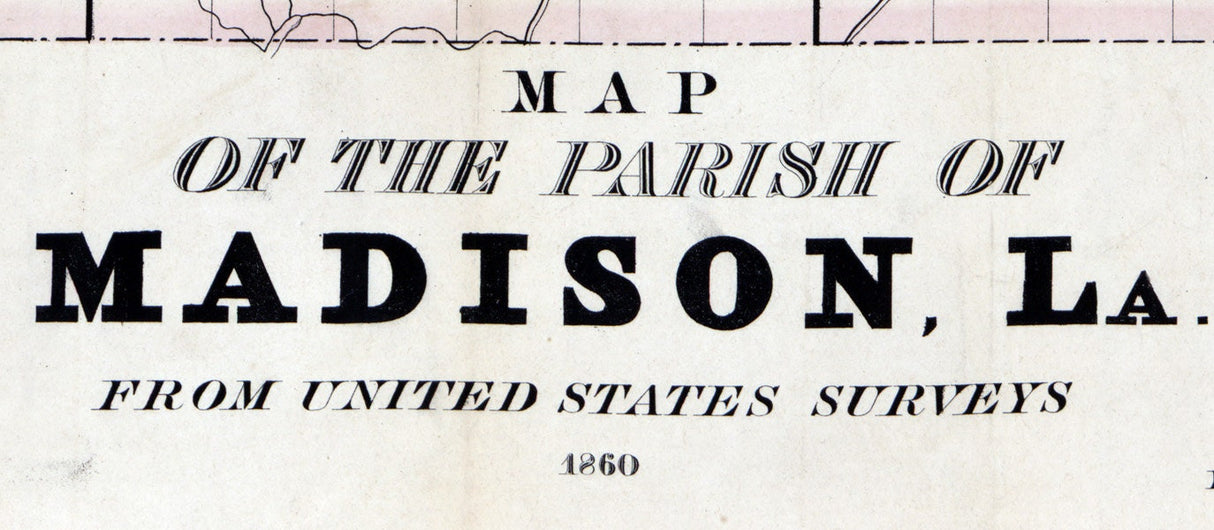 MAP
OF THE PARISH OF
MADISON, LA.
FROM UNITED STATES SURVEYS
1860